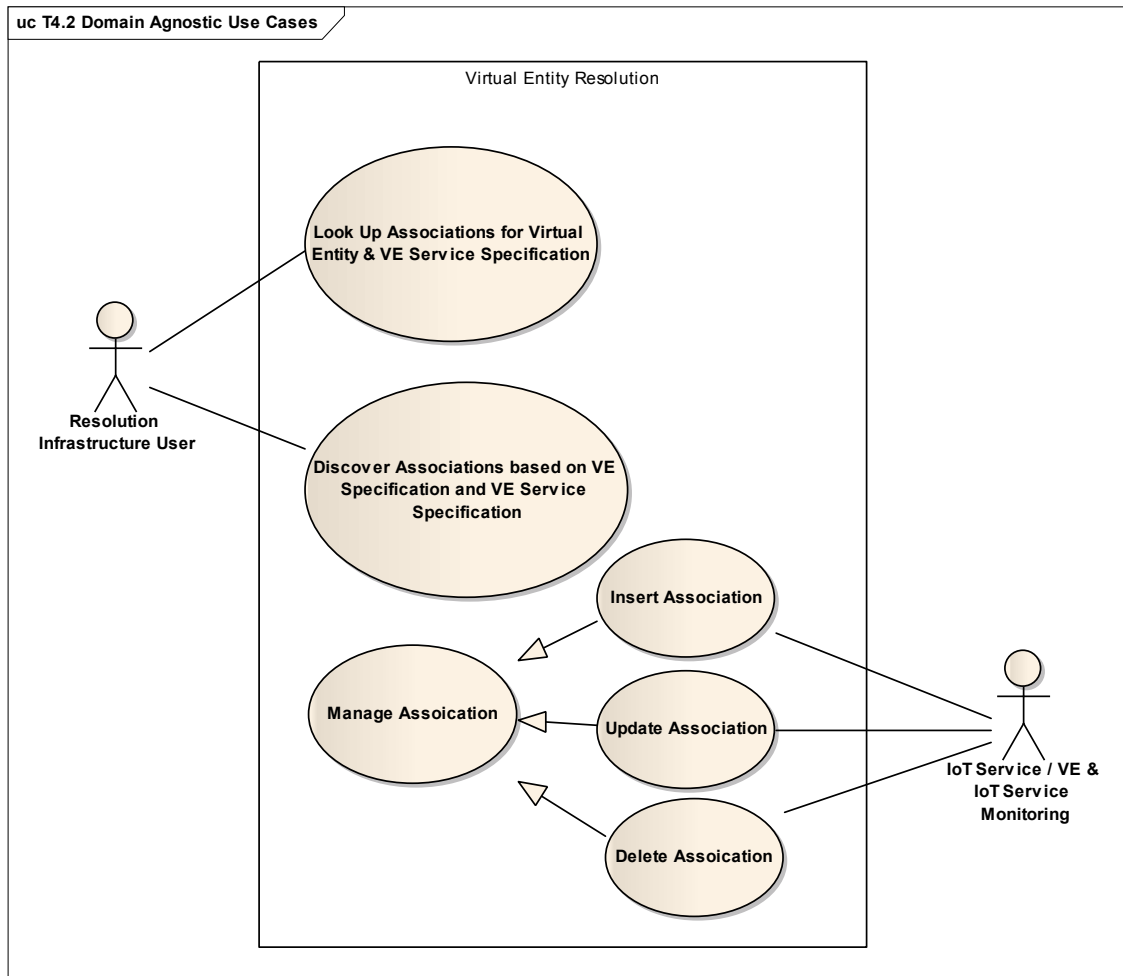 uc T4.2 Domain Agnostic Use Cases
Virtual Entity Resolution
Look Up Associations for Virtual
Entity & VE Service Specification
Resolution
Infrastructure User
Discover Associations based on VE
Specification and VE Service
Specification
Insert Association
Manage Assoication
Update Association
IoT Service / VE &
IoT Service
Monitoring
Delete Assoication